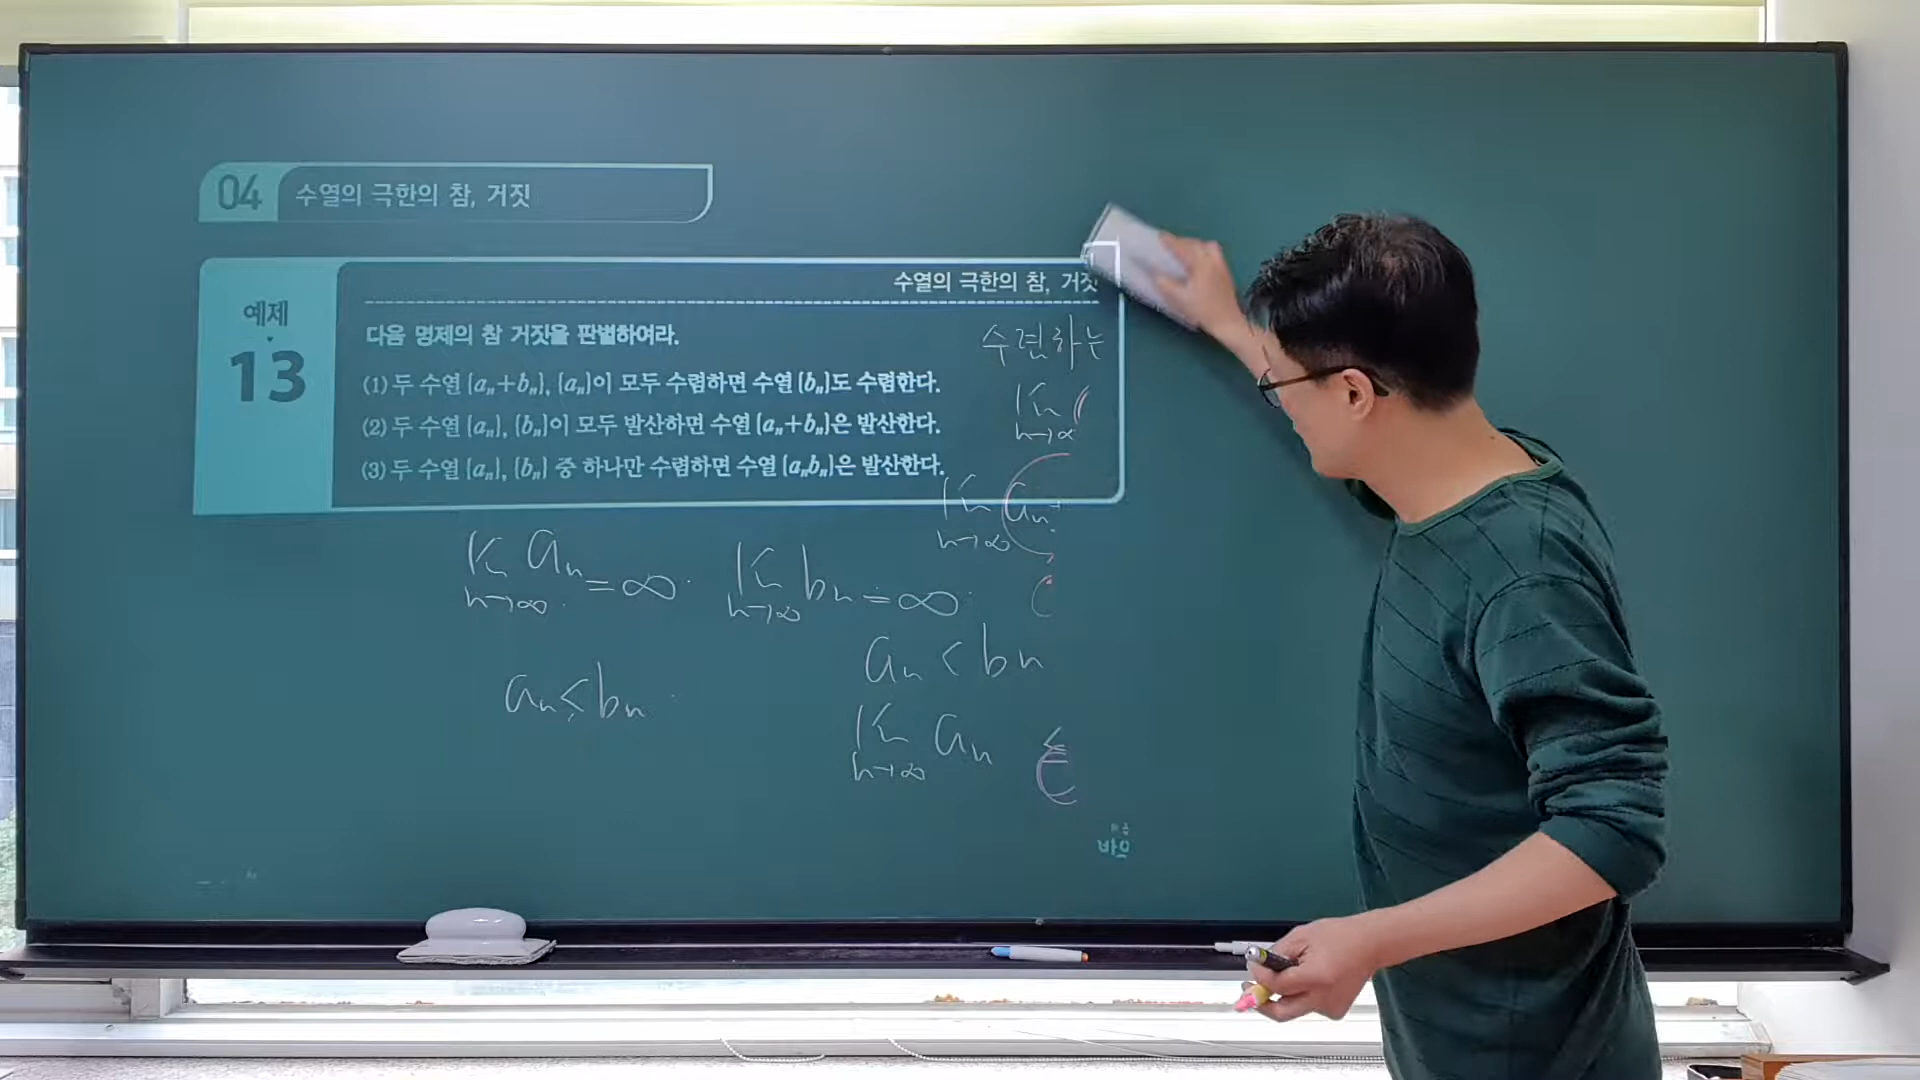 04 수열의 극한의 참, 거짓
수열의 극한의 참, 거짓
예제
13
다음 명제의 참 거짓을 판별하여라.
(1) 두 수열 {aₙ+bₙ}, {aₙ}이 모두 수렴하면 수열 {bₙ}도 수렴한다.
(2) 두 수열 {aₙ}, {bₙ}이 모두 발산하면 수열 {aₙ+bₙ}은 발산한다.
(3) 두 수열 {aₙ}, {bₙ} 중 하나만 수렴하면 수열 {aₙbₙ}은 발산한다.
수렴하는
lim n→∞ (
lim n→∞ (aₙ
lim n→∞ aₙ = ∞ lim n→∞ bₙ = ∞
aₙ < bₙ
aₙ < bₙ
lim n→∞ aₙ ≤